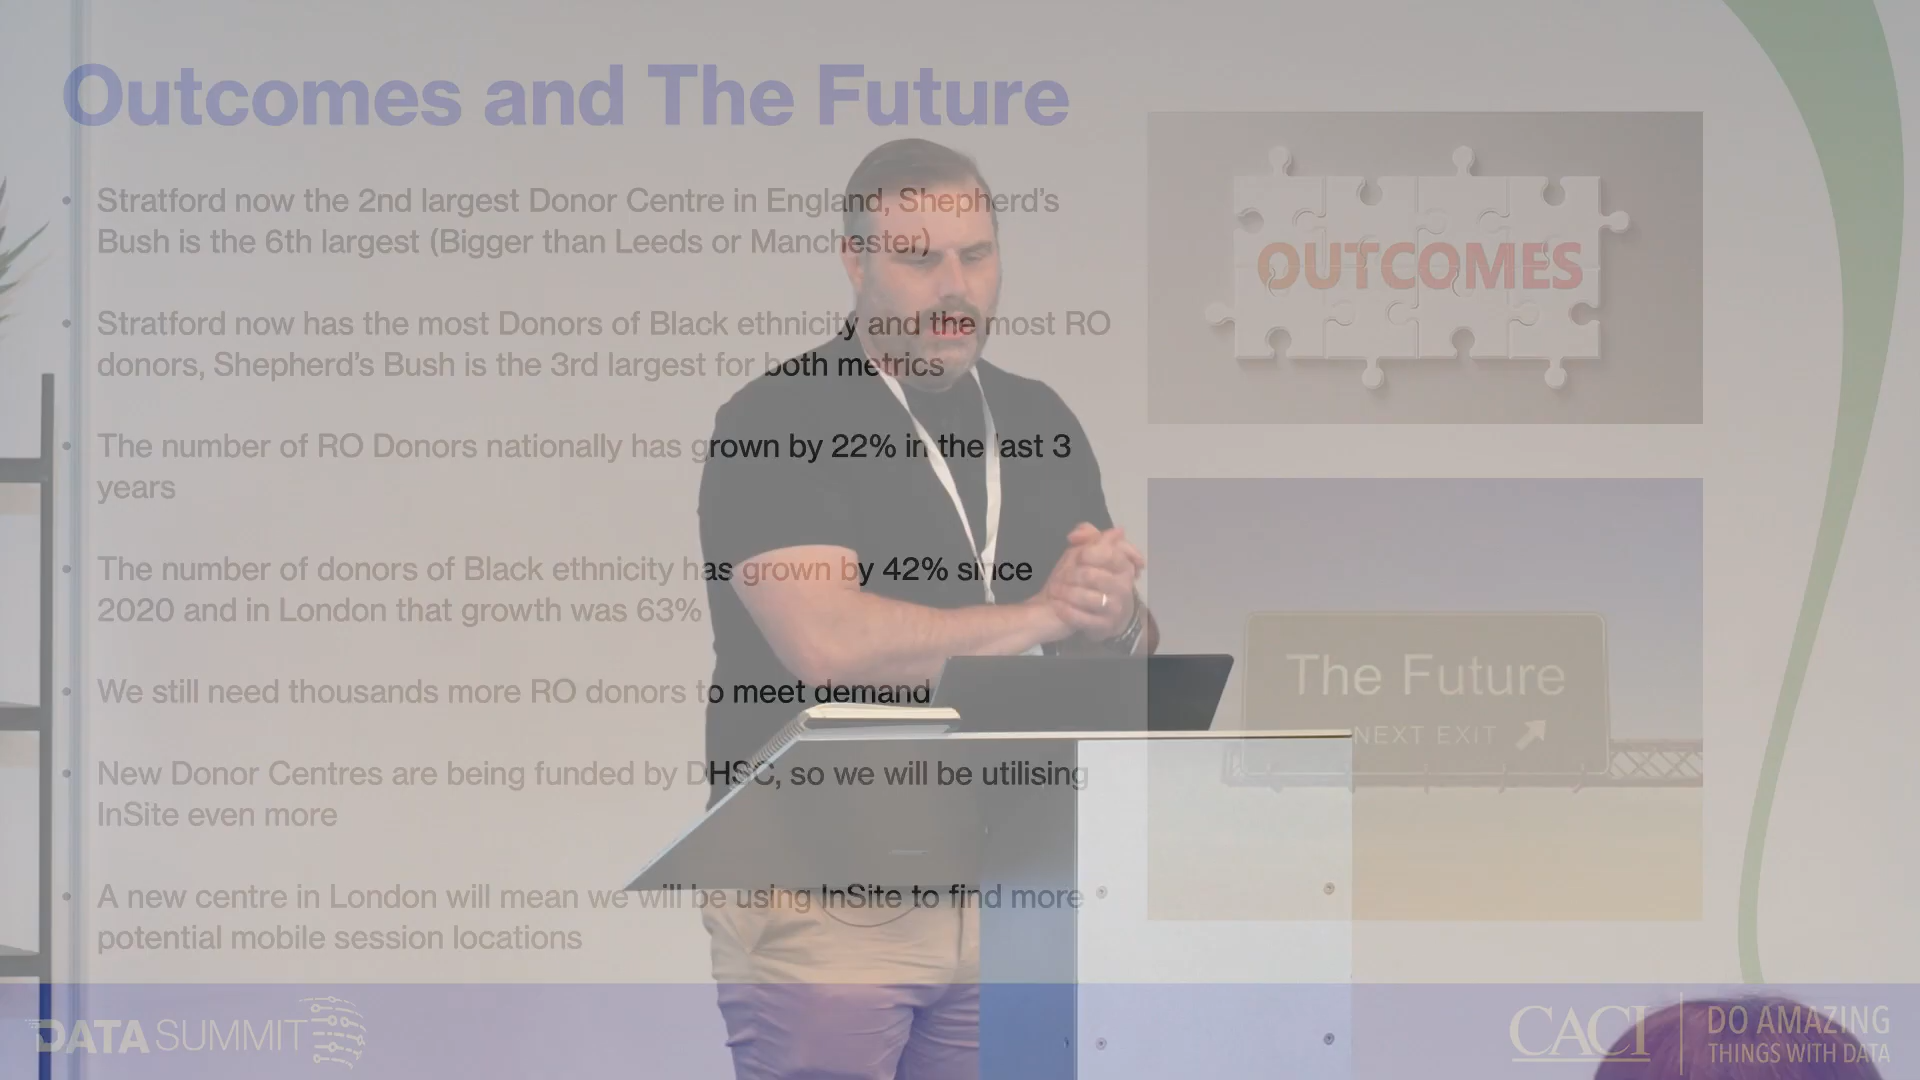 Outcomes and The Future
• Stratford now the 2nd largest Donor Centre in England, Shepherd's
Bush is the 6th largest (Bigger than Leeds or Manchester)
• Stratford now has the most Donors of Black ethnicity and the most RO
donors, Shepherd's Bush is the 3rd largest for both metrics
• The number of RO Donors nationally has grown by 22% in the last 3
years
• The number of donors of Black ethnicity has grown by 42% since
2020 and in London that growth was 63%
• We still need thousands more RO donors to meet demand
• New Donor Centres are being funded by DHSC, so we will be utilising
InSite even more
• A new centre in London will mean we will be using InSite to find more
potential mobile session locations
OUTCOMES
The Future
NEXT EXIT
DATA SUMMIT
CACI
DO AMAZING
THINGS WITH DATA